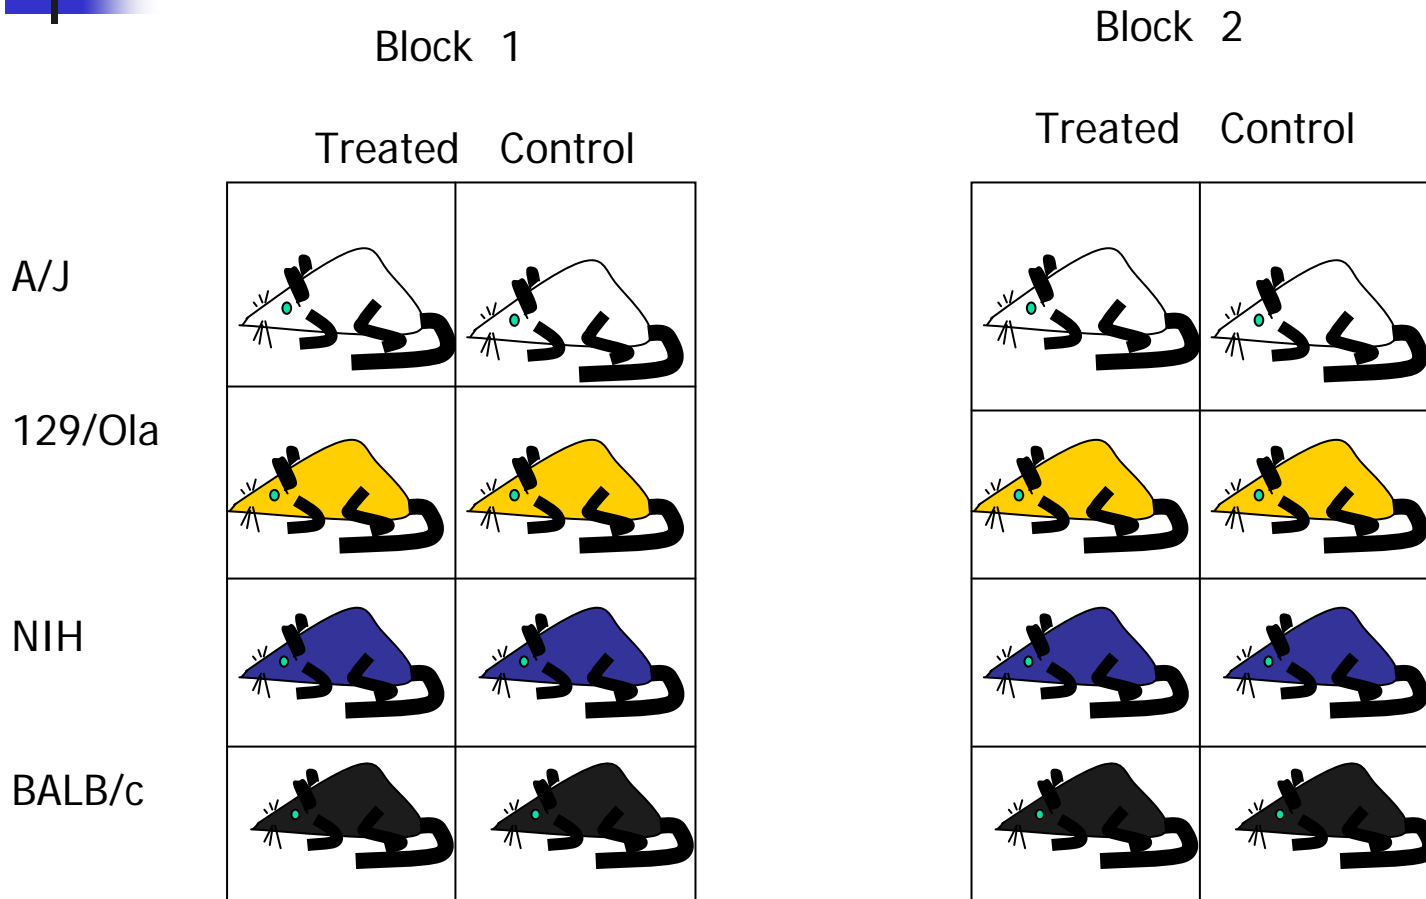 Block 1
Block 2
Treated Control
Treated Control
A/J
129/Ola
NIH
BALB/c